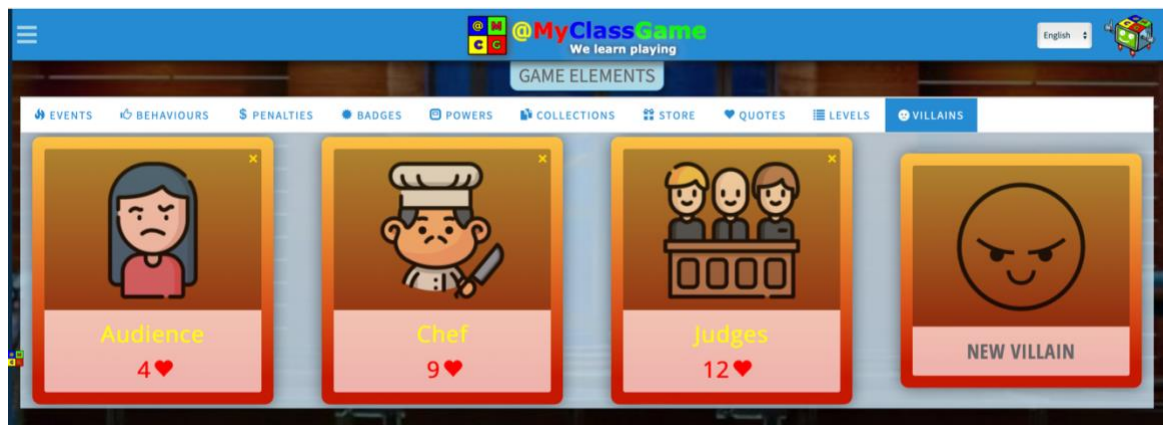 @ M
C G
@MyClassGame
We learn playing
English
GAME ELEMENTS
EVENTS
BEHAVIOURS
$ PENALTIES
BADGES
POWERS
COLLECTIONS
STORE
QUOTES
LEVELS
VILLAINS
×
×
×
Audience
4
Chef
9
Judges
12
NEW VILLAIN